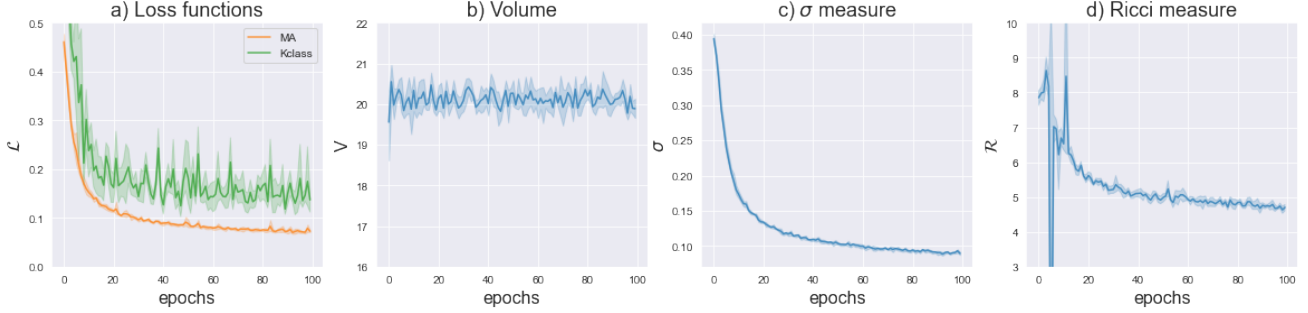 a) Loss functions
0.5
0.4
0.3
0.2
0.1
0.0
ℒ
MA
Kclass
0 20 40 60 80 100
epochs
b) Volume
22
21
20
19
18
17
16
V
0 20 40 60 80 100
epochs
c) σ measure
0.40
0.35
0.30
0.25
0.20
0.15
0.10
σ
0 20 40 60 80 100
epochs
d) Ricci measure
10
9
8
7
6
5
4
3
ℛ
0 20 40 60 80 100
epochs